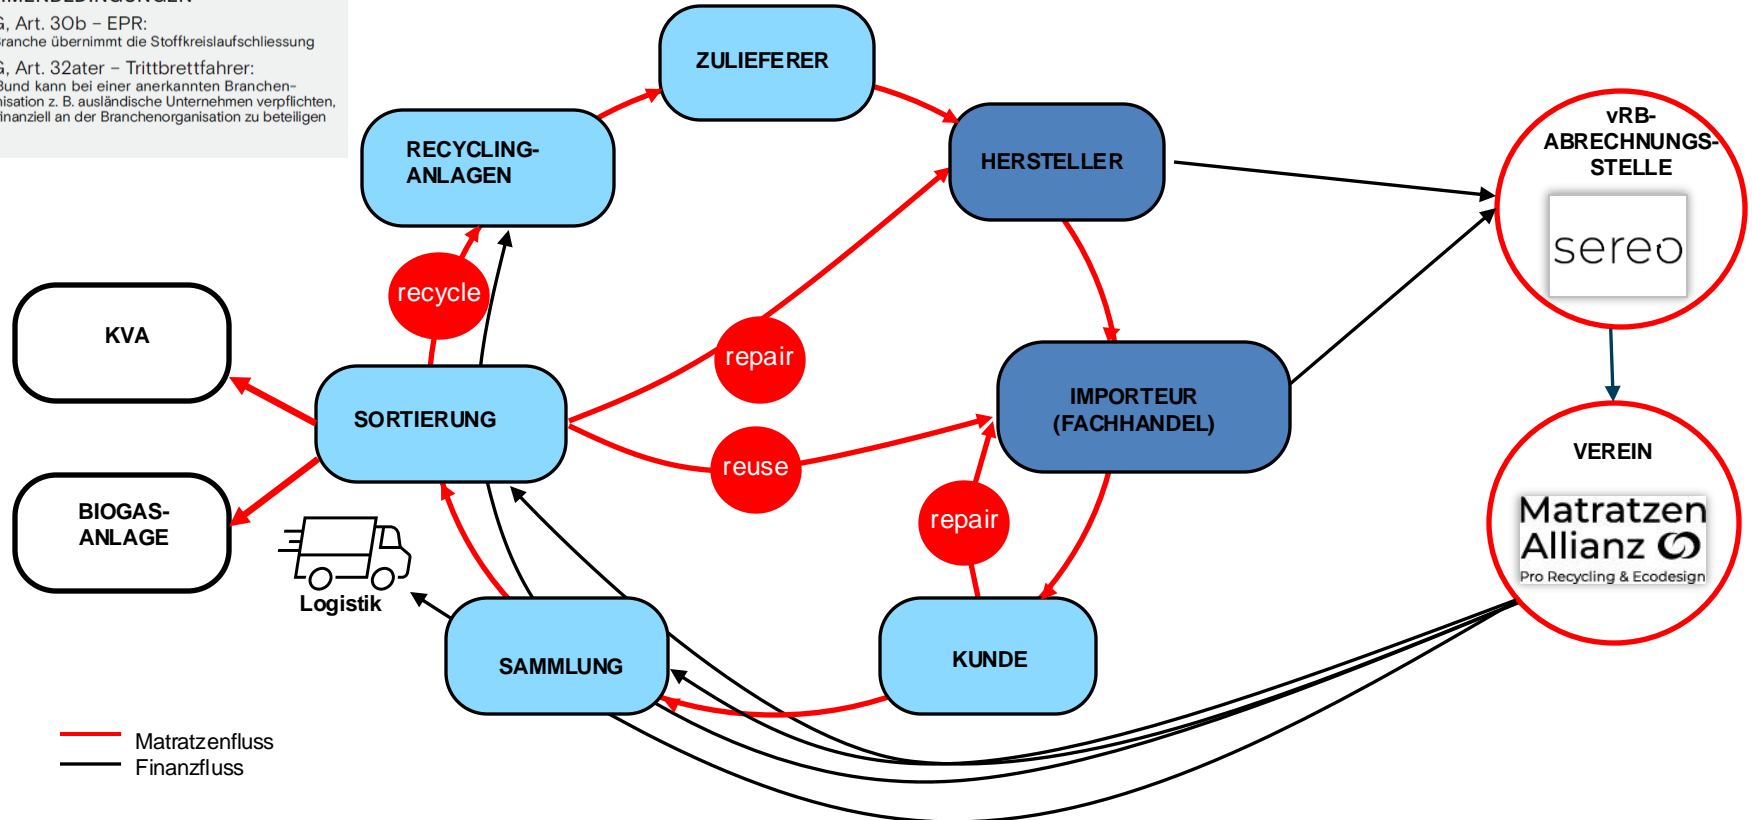 G, Art. 30b – EPR:
Branche übernimmt die Stoffkreislaufschliessung
G, Art. 32ater – Trittbrettfahrer:
Bund kann bei einer anerkannten Branchen-
nisation z. B. ausländische Unternehmen verpflichten,
finanziell an der Branchenorganisation zu beteiligen
ZULIEFERER
RECYCLING-
ANLAGEN
HERSTELLER
vRB-
ABRECHNUNGS-
STELLE
sereo
recycle
KVA
repair
SORTIERUNG
IMPORTEUR
(FACHHANDEL)
reuse
VEREIN
BIOGAS-
ANLAGE
repair
Matratzen
Allianz
Pro Recycling & Ecodesign
Logistik
SAMMLUNG
KUNDE
Matratzenfluss
Finanzfluss